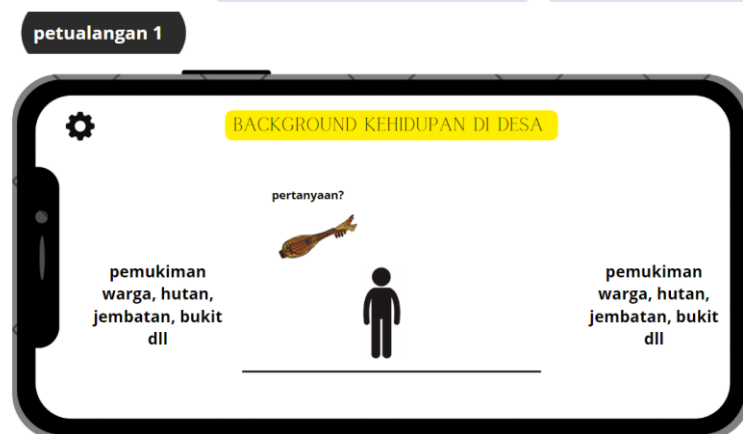 petualangan 1
BACKGROUND KEHIDUPAN DI DESA
pertanyaan?
pemukiman
warga, hutan,
jembatan, bukit
dll
pemukiman
warga, hutan,
jembatan, bukit
dll